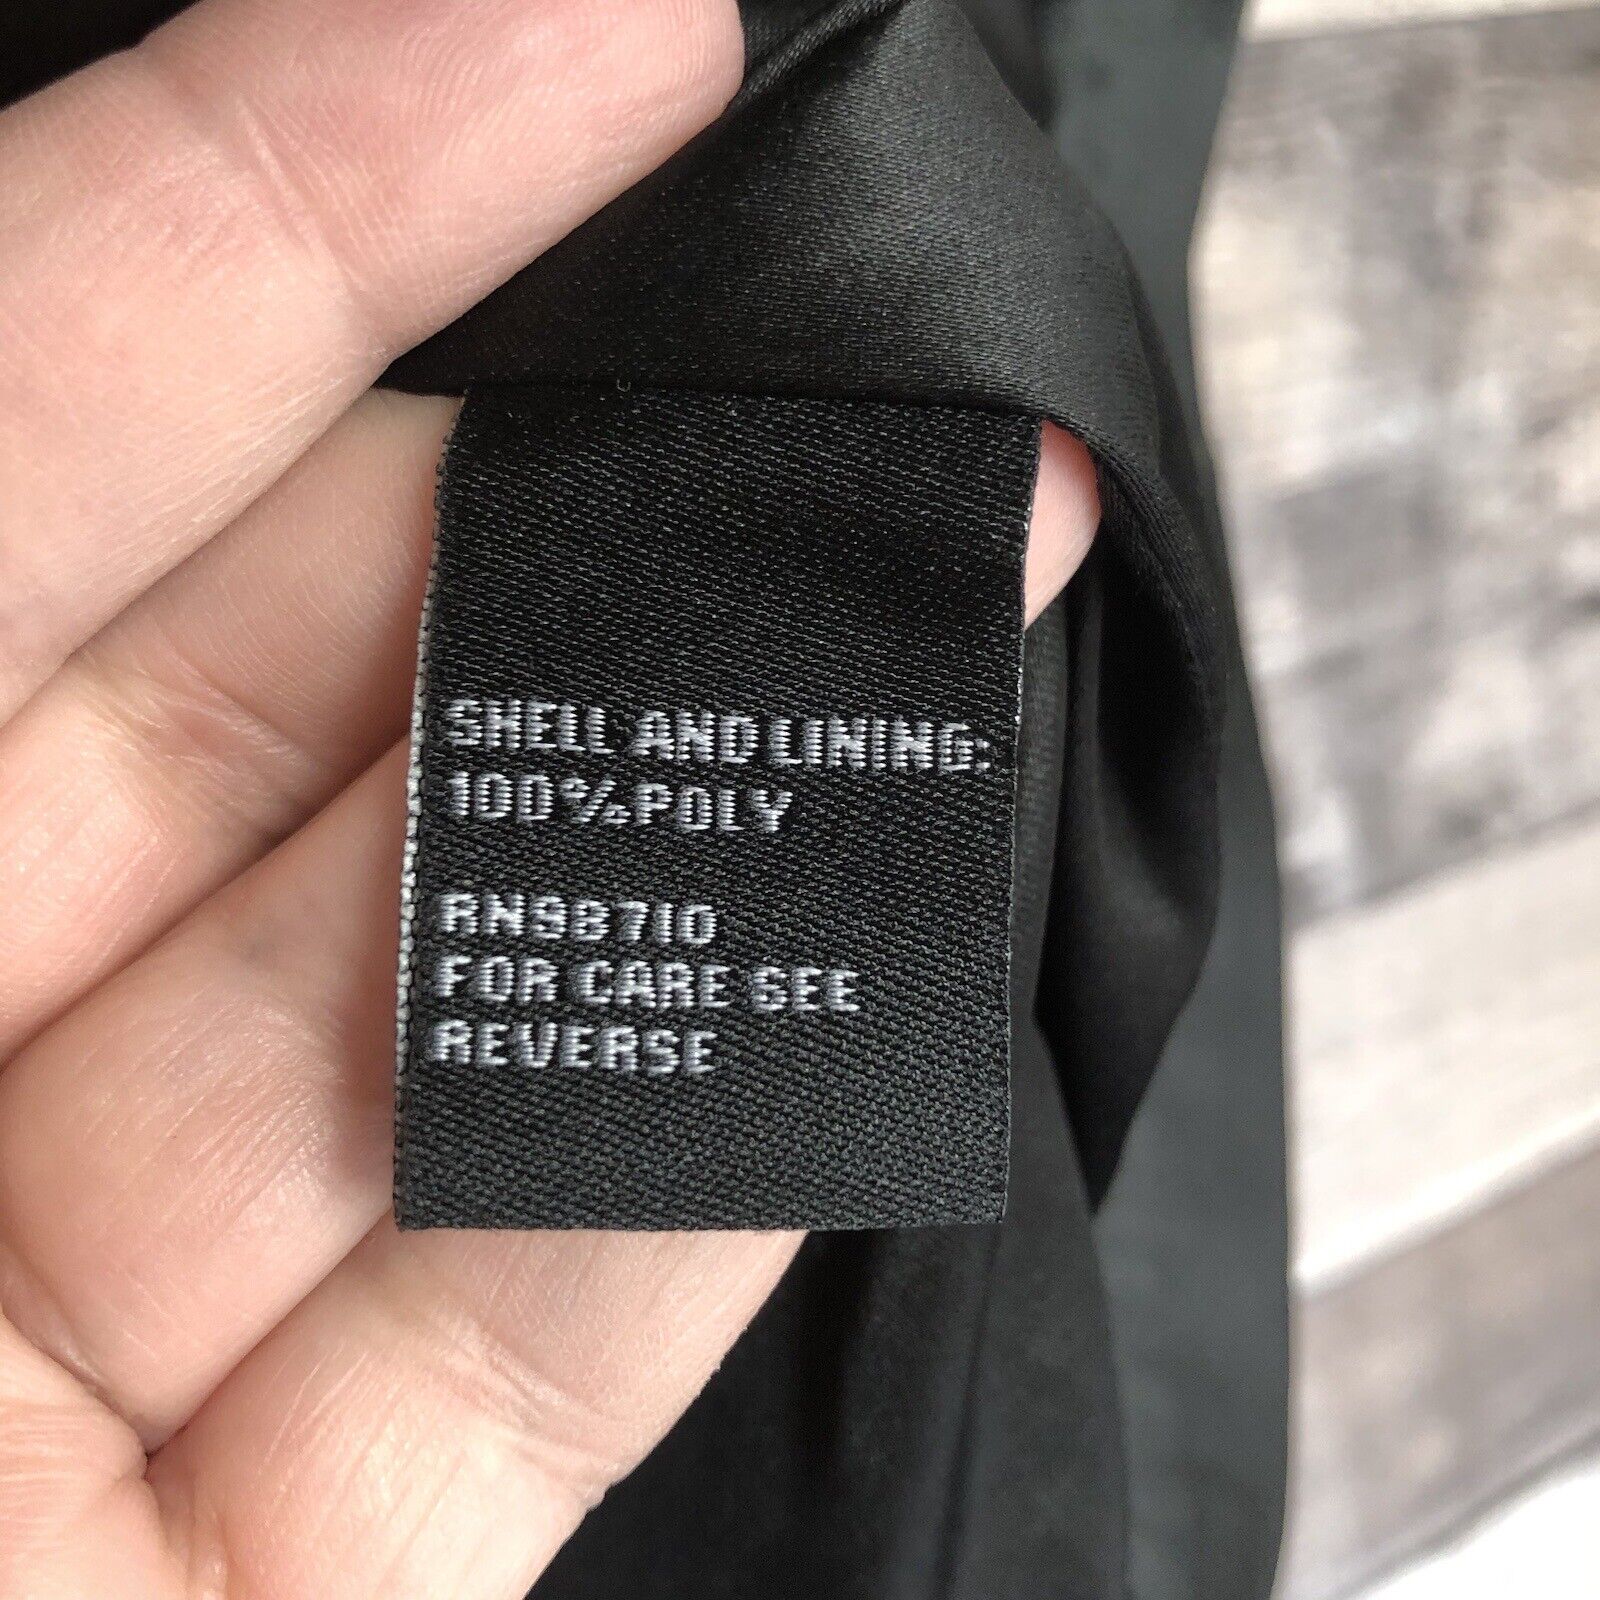 SHELL AND LINING:
100% POLY
RN98710
FOR CARE SEE
REVERSE